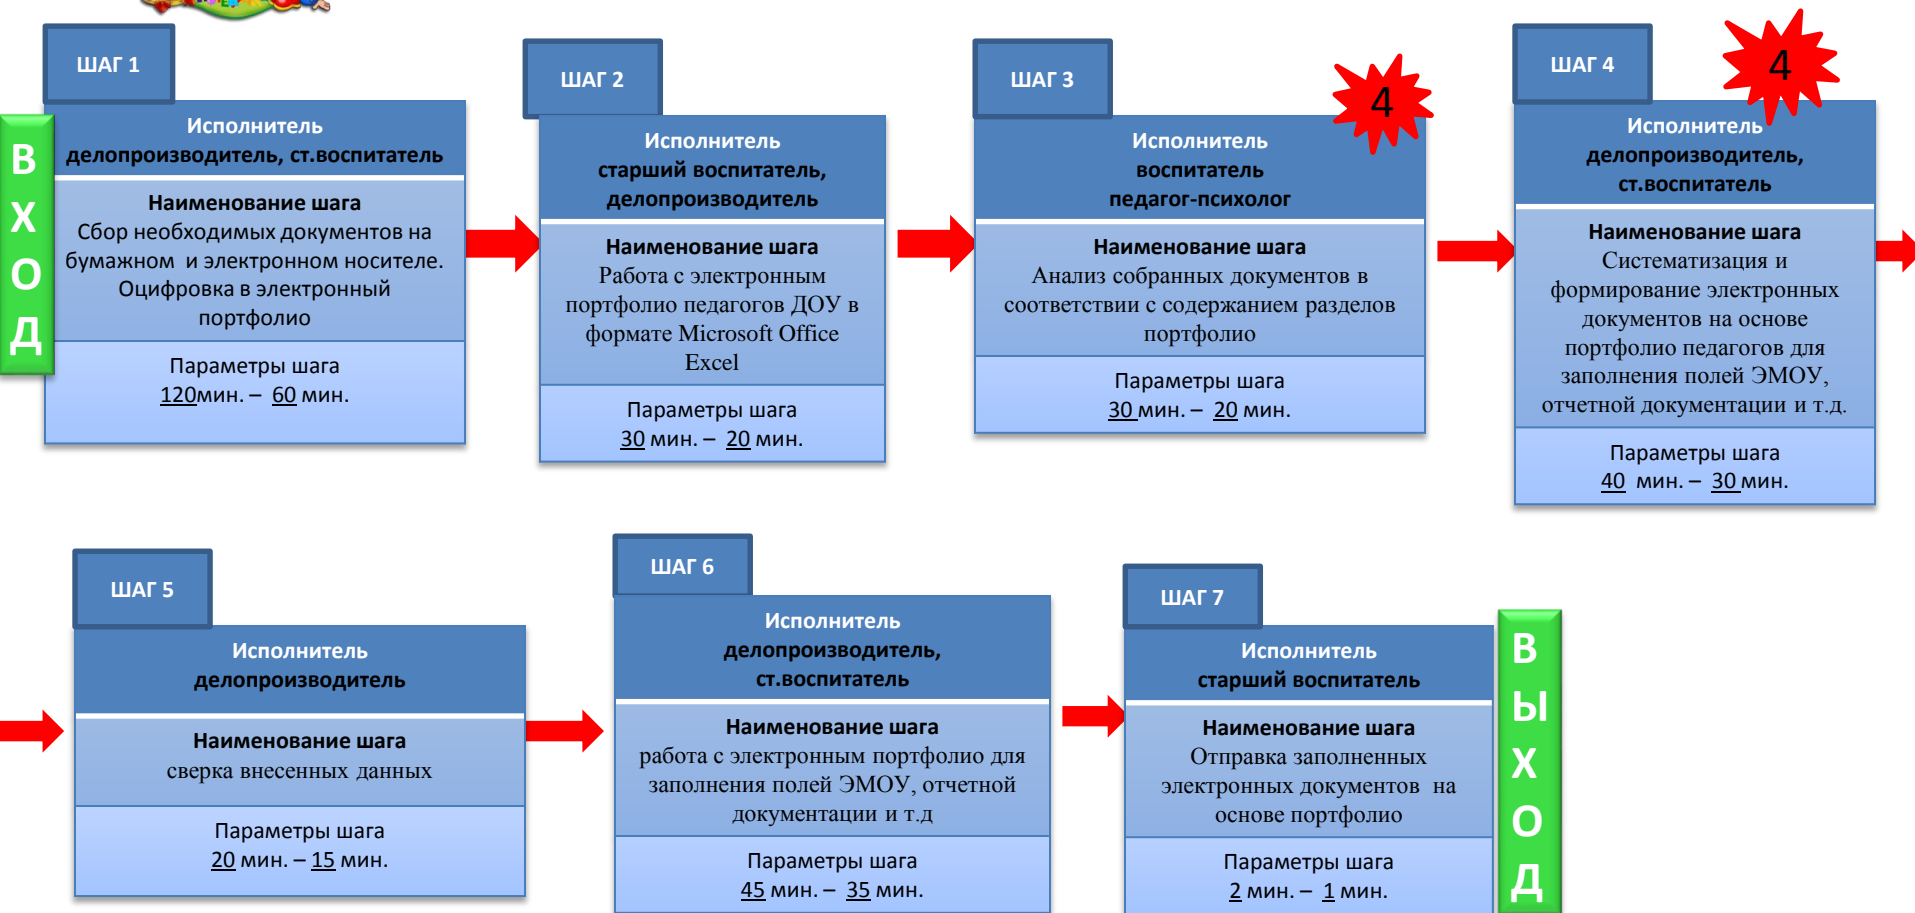 ШАГ 1
Исполнитель
делопроизводитель, ст.воспитатель
Наименование шага
Сбор необходимых документов на
бумажном и электронном носителе.
Оцифровка в электронный
портфолио
Параметры шага
120мин. – 60 мин.
ВХОД
ШАГ 2
Исполнитель
старший воспитатель,
делопроизводитель
Наименование шага
Работа с электронным
портфолио педагогов ДОУ в
формате Microsoft Office
Excel
Параметры шага
30 мин. – 20 мин.
ШАГ 3
4
Исполнитель
воспитатель
педагог-психолог
Наименование шага
Анализ собранных документов в
соответствии с содержанием разделов
портфолио
Параметры шага
30 мин. – 20 мин.
ШАГ 4
4
Исполнитель
делопроизводитель,
ст.воспитатель
Наименование шага
Систематизация и
формирование электронных
документов на основе
портфолио педагогов для
заполнения полей ЭМОУ,
отчетной документации и т.д.
Параметры шага
40 мин. – 30 мин.
ШАГ 5
Исполнитель
делопроизводитель
Наименование шага
сверка внесенных данных
Параметры шага
20 мин. – 15 мин.
ШАГ 6
Исполнитель
делопроизводитель,
ст.воспитатель
Наименование шага
работа с электронным портфолио для
заполнения полей ЭМОУ, отчетной
документации и т.д
Параметры шага
45 мин. – 35 мин.
ШАГ 7
Исполнитель
старший воспитатель
Наименование шага
Отправка заполненных
электронных документов на
основе портфолио
Параметры шага
2 мин. – 1 мин.
ВЫХОД